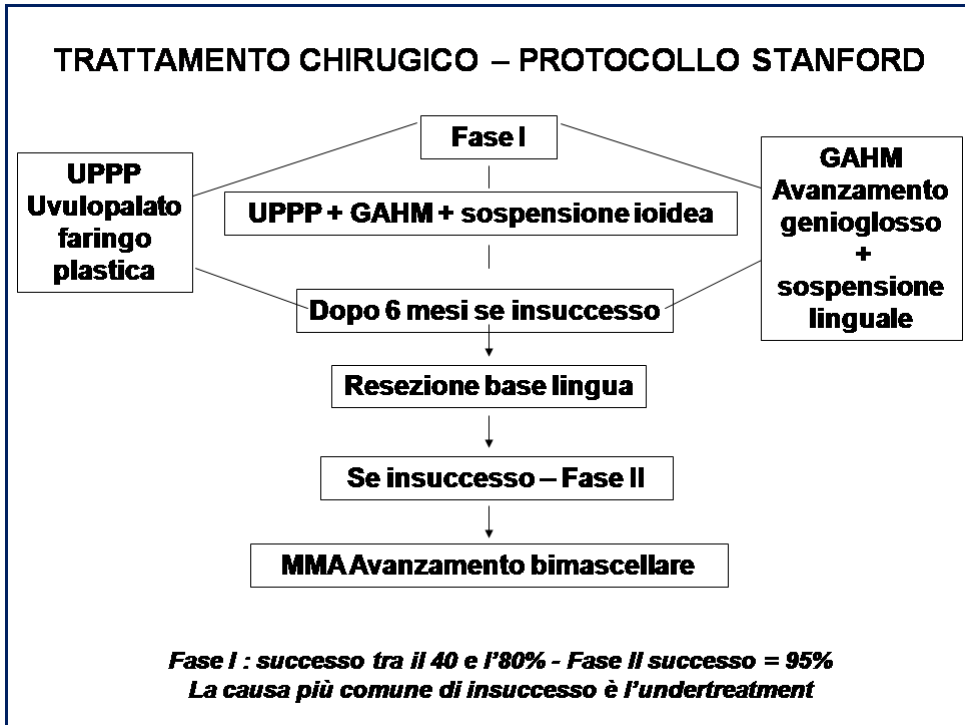 TRATTAMENTO CHIRUGICO – PROTOCOLLO STANFORD
Fase I
UPPP
Uvulopalato
faringo
plastica
UPPP + GAHM + sospensione ioidea
GAHM
Avanzamento
genioglosso
+
sospensione
linguale
Dopo 6 mesi se insuccesso
Resezione base lingua
Se insuccesso – Fase II
MMA Avanzamento bimascellare
Fase I : successo tra il 40 e l'80% - Fase II successo = 95%
La causa più comune di insuccesso è l'undertreatment